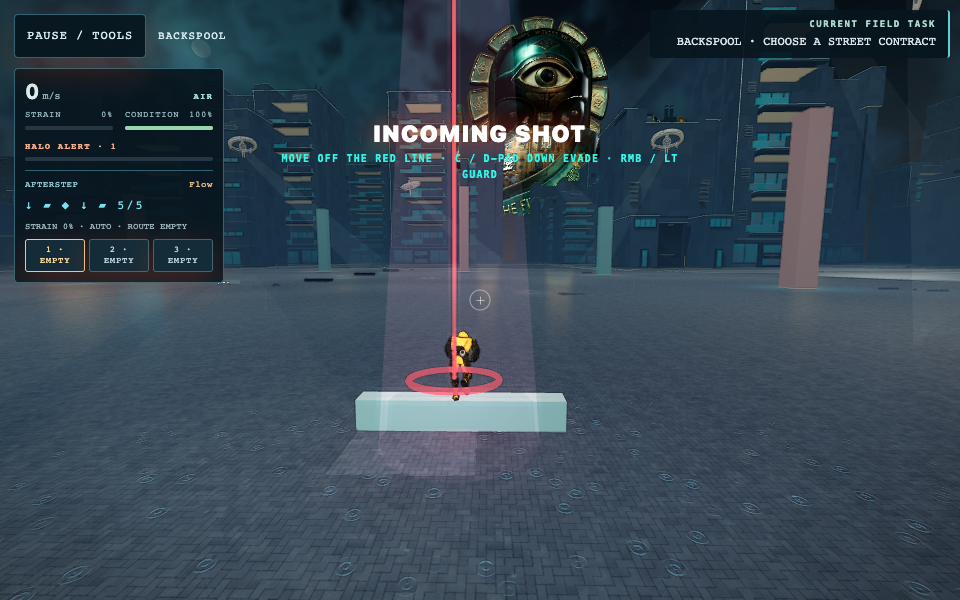 PAUSE / TOOLS
BACKSPOOL
CURRENT FIELD TASK
BACKSPOOL · CHOOSE A STREET CONTRACT
0 m/s
AIR
STRAIN 0%
CONDITION 100%
HALO ALERT · 1
AFTERSTEP Flow
↓ ▰ ◆ ↓ ▰ 5/5
STRAIN 0% · AUTO · ROUTE EMPTY
1 · EMPTY
2 · EMPTY
3 · EMPTY
INCOMING SHOT
MOVE OFF THE RED LINE · C / D-PAD DOWN EVADE · RMB / LT
GUARD